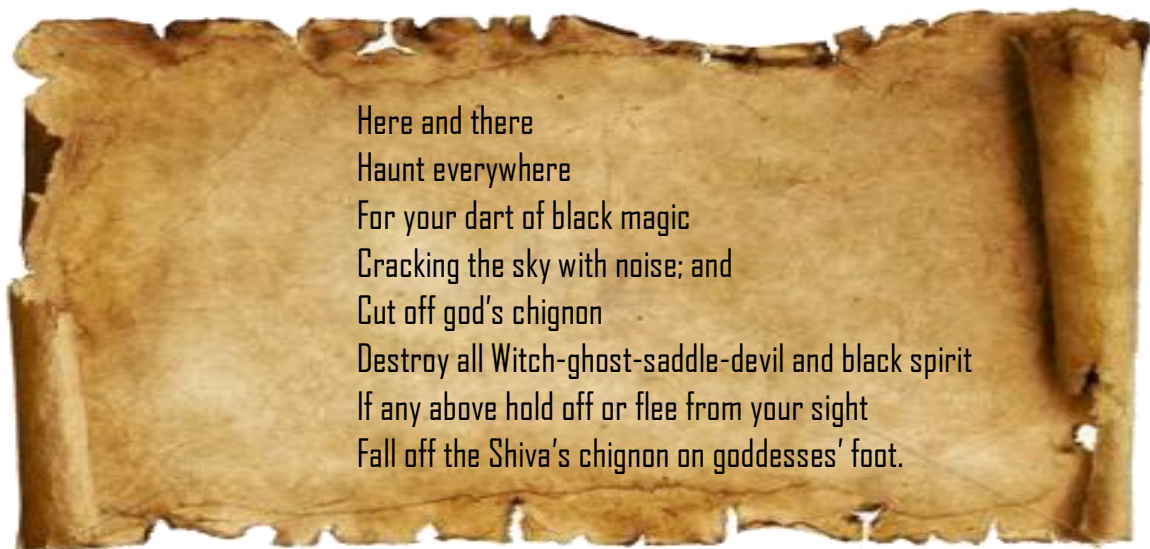 Here and there
Haunt everywhere
For your dart of black magic
Cracking the sky with noise; and
Cut off god’s chignon
Destroy all Witch-ghost-saddle-devil and black spirit
If any above hold off or flee from your sight
Fall off the Shiva’s chignon on goddesses’ foot.